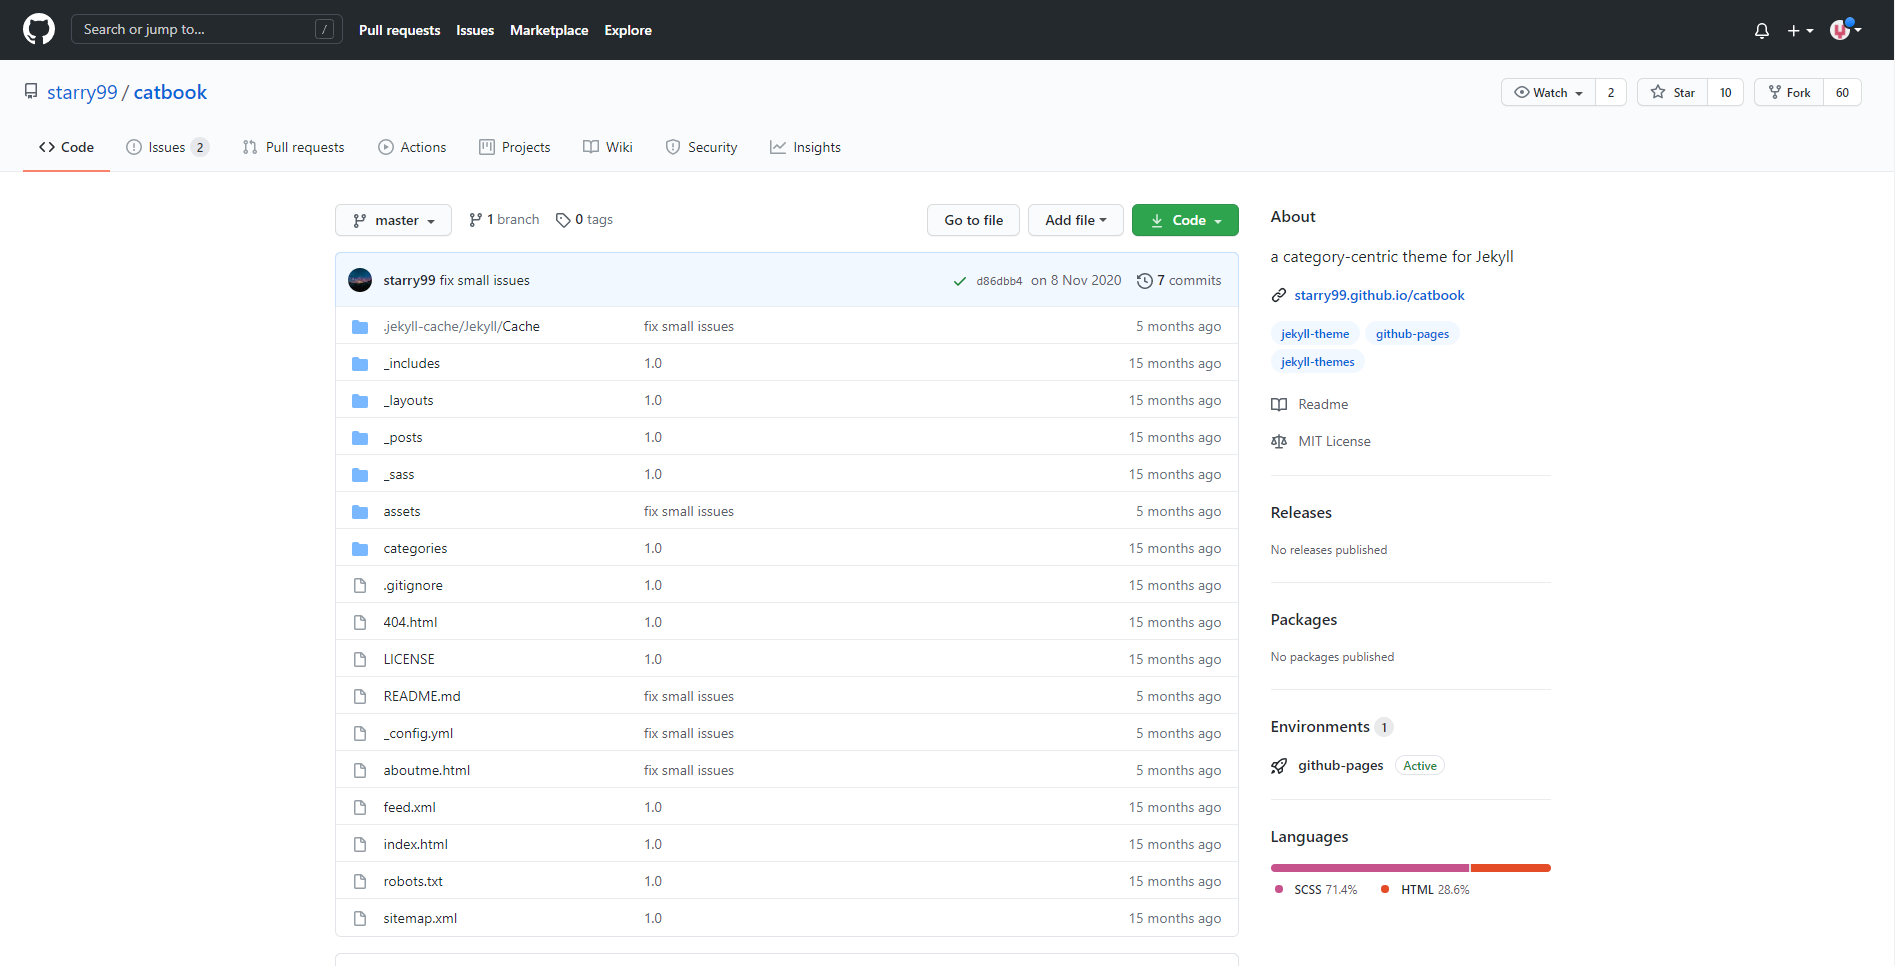 Search or jump to... /
Pull requests Issues Marketplace Explore
starry99 / catbook
Watch 2 Star 10 Fork 60
Code Issues 2 Pull requests Actions Projects Wiki Security Insights
master 1 branch 0 tags Go to file Add file Code
starry99 fix small issues d86dbb4 on 8 Nov 2020 7 commits
.jekyll-cache/Jekyll/Cache fix small issues 5 months ago
_includes 1.0 15 months ago
_layouts 1.0 15 months ago
_posts 1.0 15 months ago
_sass 1.0 15 months ago
assets fix small issues 5 months ago
categories 1.0 15 months ago
.gitignore 1.0 15 months ago
404.html 1.0 15 months ago
LICENSE 1.0 15 months ago
README.md fix small issues 5 months ago
_config.yml fix small issues 5 months ago
aboutme.html fix small issues 5 months ago
feed.xml 1.0 15 months ago
index.html 1.0 15 months ago
robots.txt 1.0 15 months ago
sitemap.xml 1.0 15 months ago
About
a category-centric theme for Jekyll
starry99.github.io/catbook
jekyll-theme github-pages
jekyll-themes
Readme
MIT License
Releases
No releases published
Packages
No packages published
Environments 1
github-pages Active
Languages
SCSS 71.4% HTML 28.6%